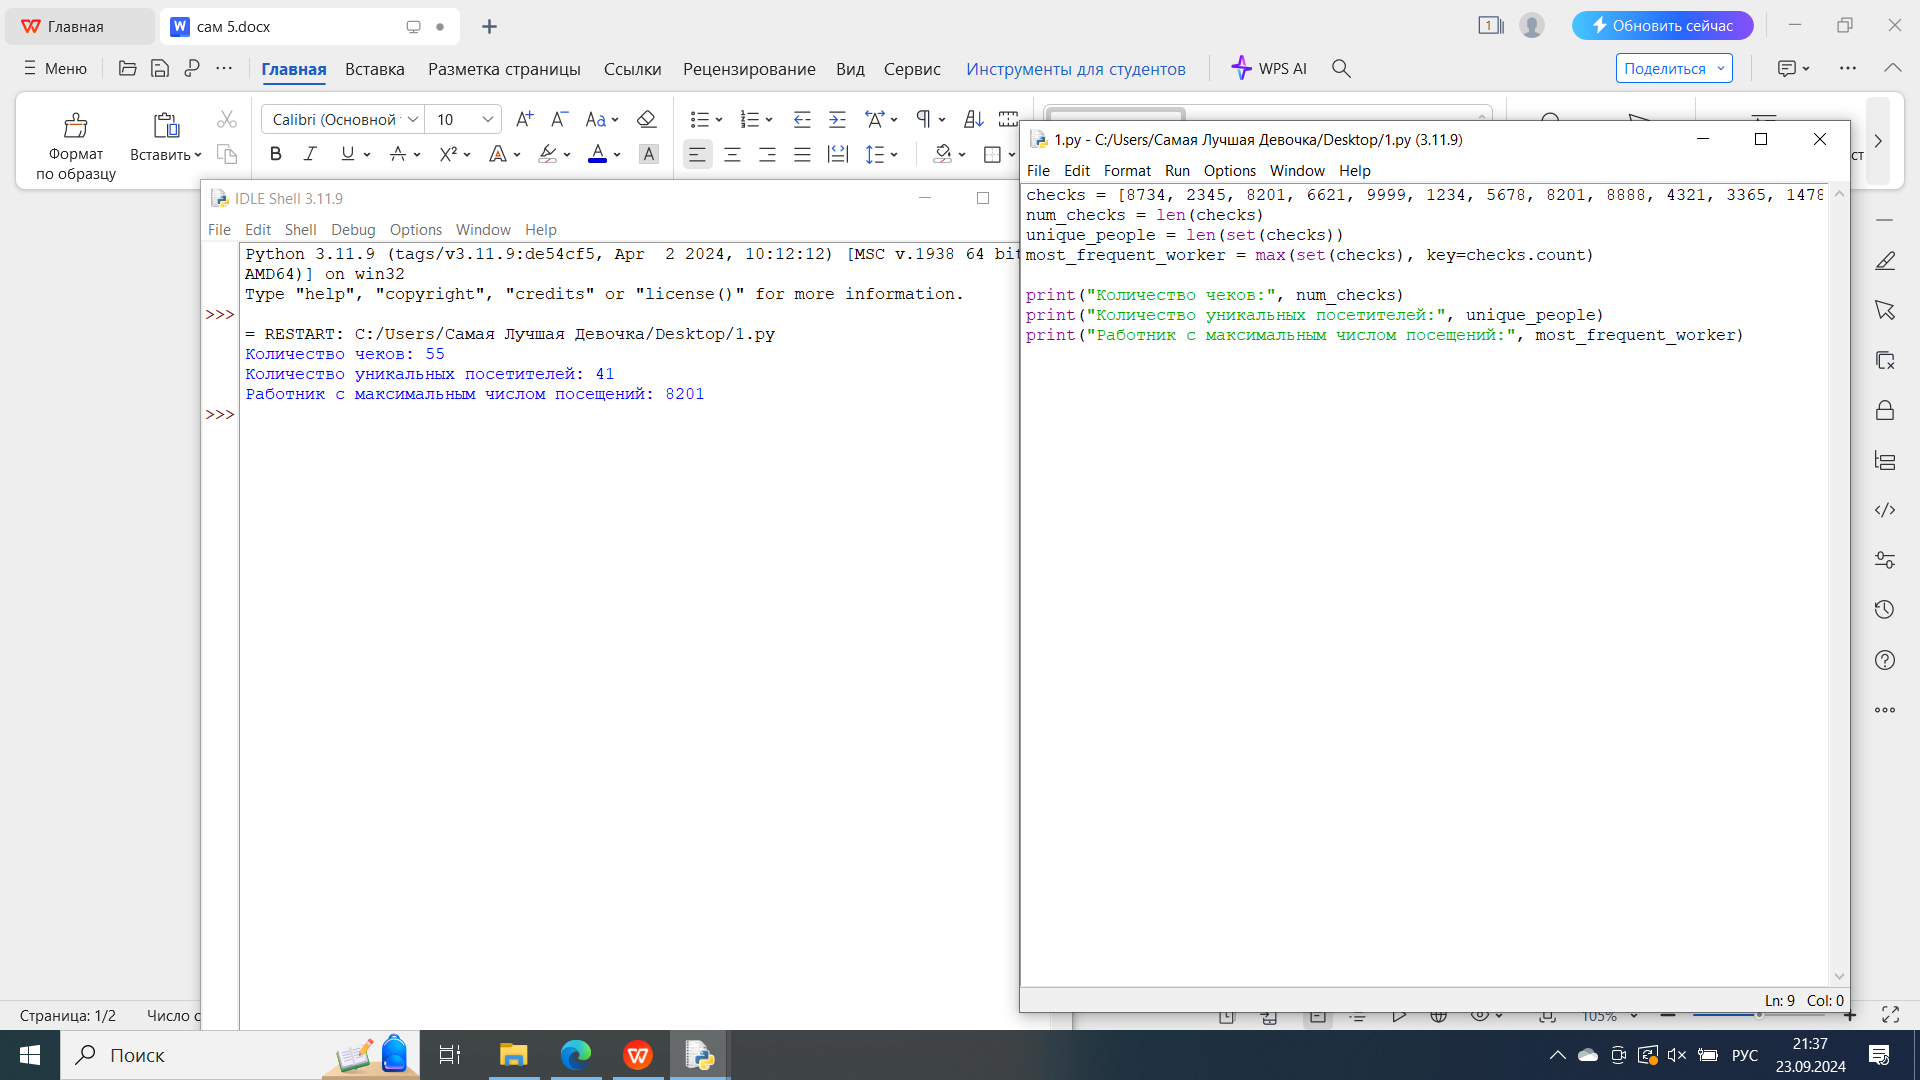 Главная
сам 5.docx
1
Обновить сейчас
Меню
Главная
Вставка
Разметка страницы
Ссылки
Рецензирование
Вид
Сервис
Инструменты для студентов
WPS AI
Поделиться
Формат
по образцу
Вставить
Calibri (Основной
10
1.py - C:/Users/Самая Лучшая Девочка/Desktop/1.py (3.11.9)
File Edit Format Run Options Window Help
checks = [8734, 2345, 8201, 6621, 9999, 1234, 5678, 8201, 8888, 4321, 3365, 1478
num_checks = len(checks)
unique_people = len(set(checks))
most_frequent_worker = max(set(checks), key=checks.count)
print("Количество чеков:", num_checks)
print("Количество уникальных посетителей:", unique_people)
print("Работник с максимальным числом посещений:", most_frequent_worker)
Ln: 9 Col: 0
IDLE Shell 3.11.9
File Edit Shell Debug Options Window Help
Python 3.11.9 (tags/v3.11.9:de54cf5, Apr  2 2024, 10:12:12) [MSC v.1938 64 bit
AMD64)] on win32
Type "help", "copyright", "credits" or "license()" for more information.
>>>
= RESTART: C:/Users/Самая Лучшая Девочка/Desktop/1.py
Количество чеков: 55
Количество уникальных посетителей: 41
Работник с максимальным числом посещений: 8201
>>>
Страница: 1/2
Число с
105%
Поиск
РУС
21:37
23.09.2024